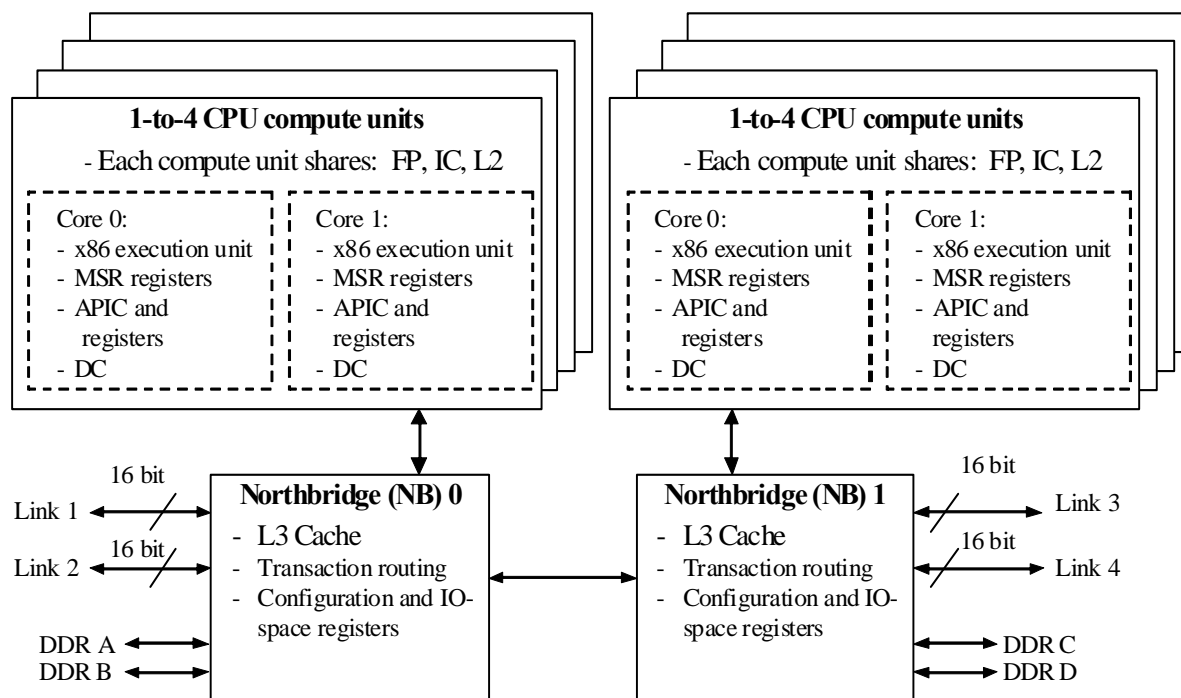 1-to-4 CPU compute units
- Each compute unit shares: FP, IC, L2
Core 0:
- x86 execution unit
- MSR registers
- APIC and
registers
- DC
Core 1:
- x86 execution unit
- MSR registers
- APIC and
registers
- DC
1-to-4 CPU compute units
- Each compute unit shares: FP, IC, L2
Core 0:
- x86 execution unit
- MSR registers
- APIC and
registers
- DC
Core 1:
- x86 execution unit
- MSR registers
- APIC and
registers
- DC
Link 1
16 bit
Link 2
16 bit
DDR A
DDR B
Northbridge (NB) 0
- L3 Cache
- Transaction routing
- Configuration and IO-
space registers
Northbridge (NB) 1
- L3 Cache
- Transaction routing
- Configuration and IO-
space registers
16 bit
Link 3
16 bit
Link 4
DDR C
DDR D